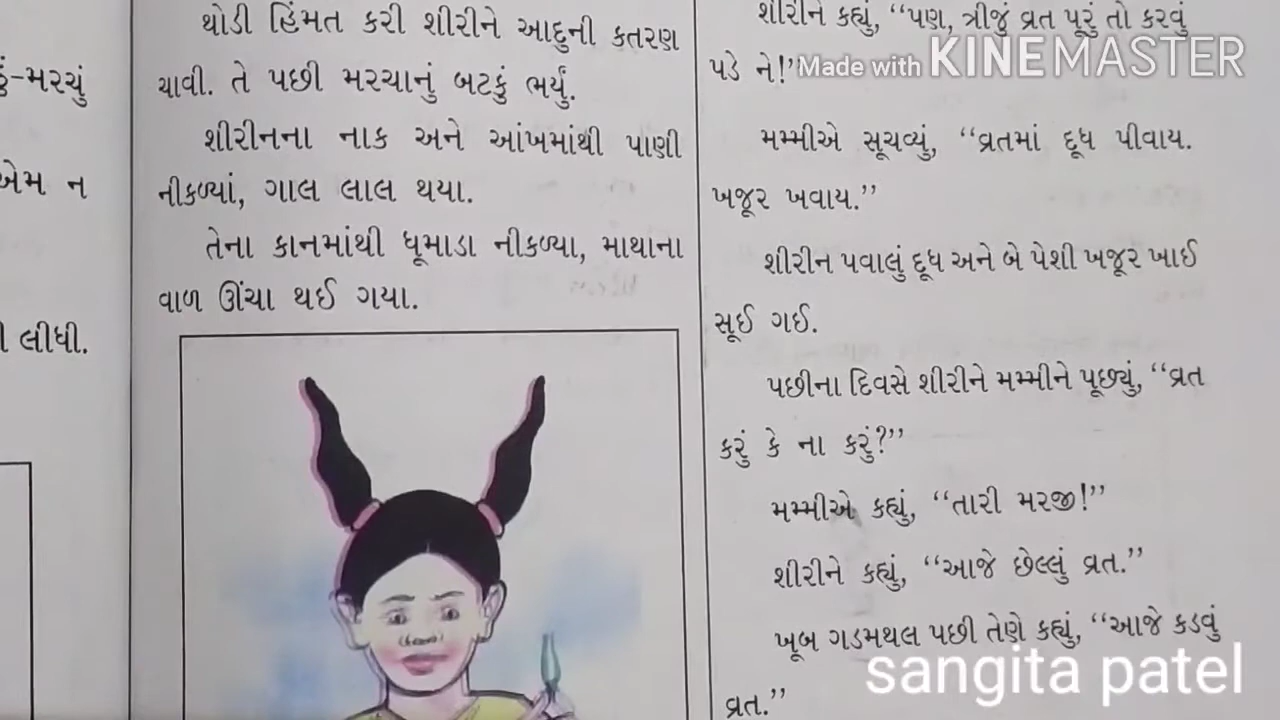 ડું-મરચું
એમ ન
લીધી.
થોડી હિંમત કરી શીરીને આદુની કતરણ
ચાવી. તે પછી મરચાનું બટકું ભર્યું.
શીરીનના નાક અને આંખમાંથી પાણી
નીકળ્યાં, ગાલ લાલ થયા.
તેના કાનમાંથી ધૂમાડા નીકળ્યા, માથાના
વાળ ઊંચા થઈ ગયા.
શીરીને કહ્યું, “પણ, ત્રીજું વ્રત પૂરું તો કરવું
પડે ને!”
Made with KINEMASTER
મમ્મીએ સૂચવ્યું, “વ્રતમાં દૂધ પીવાય.
ખજૂર ખવાય.”
શીરીન પવાલું દૂધ અને બે પેશી ખજૂર ખાઈ
સૂઈ ગઈ.
પછીના દિવસે શીરીને મમ્મીને પૂછ્યું, “વ્રત
કરું કે ના કરું?”
મમ્મીએ કહ્યું, “તારી મરજી!”
શીરીને કહ્યું, “આજે છેલ્લું વ્રત.”
ખૂબ ગડમથલ પછી તેણે કહ્યું, “આજે કડવું
વ્રત.”
sangita patel